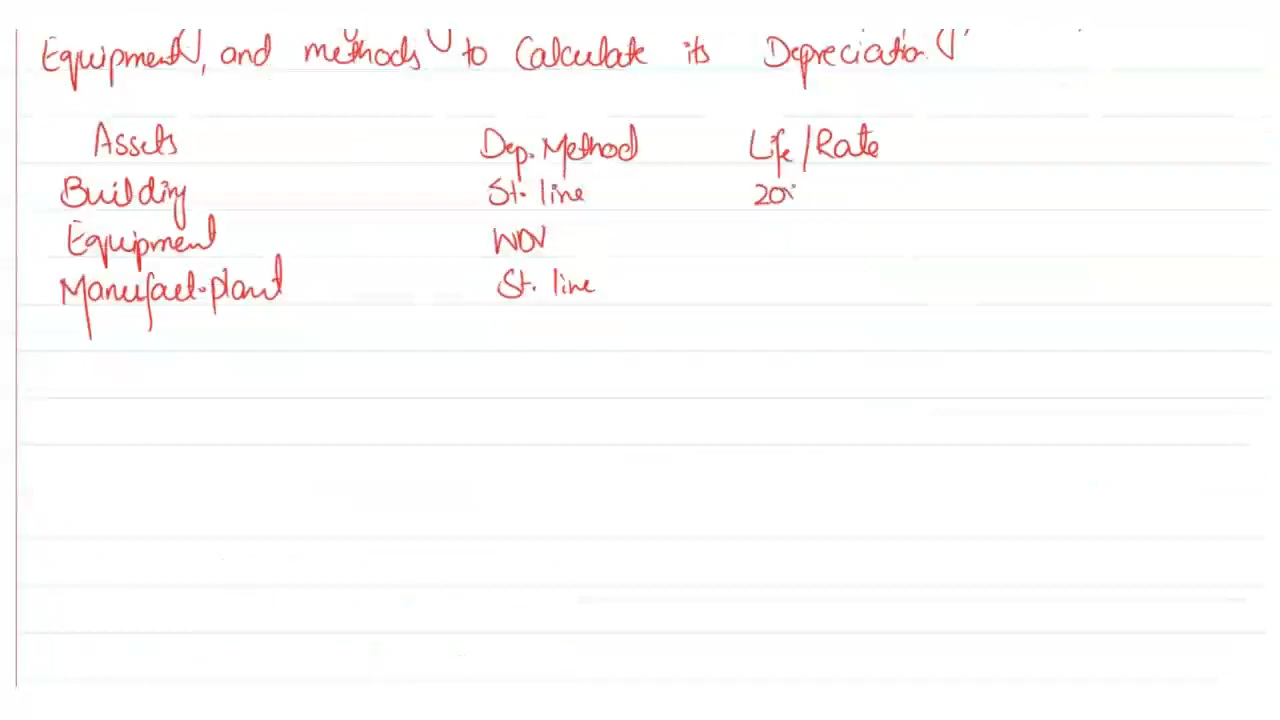 Equipment, and methods to Calculate its Depreciation
Assets Dep. Method Life/Rate
Building St. line
Equipment WDV
Manufact. plant St. line